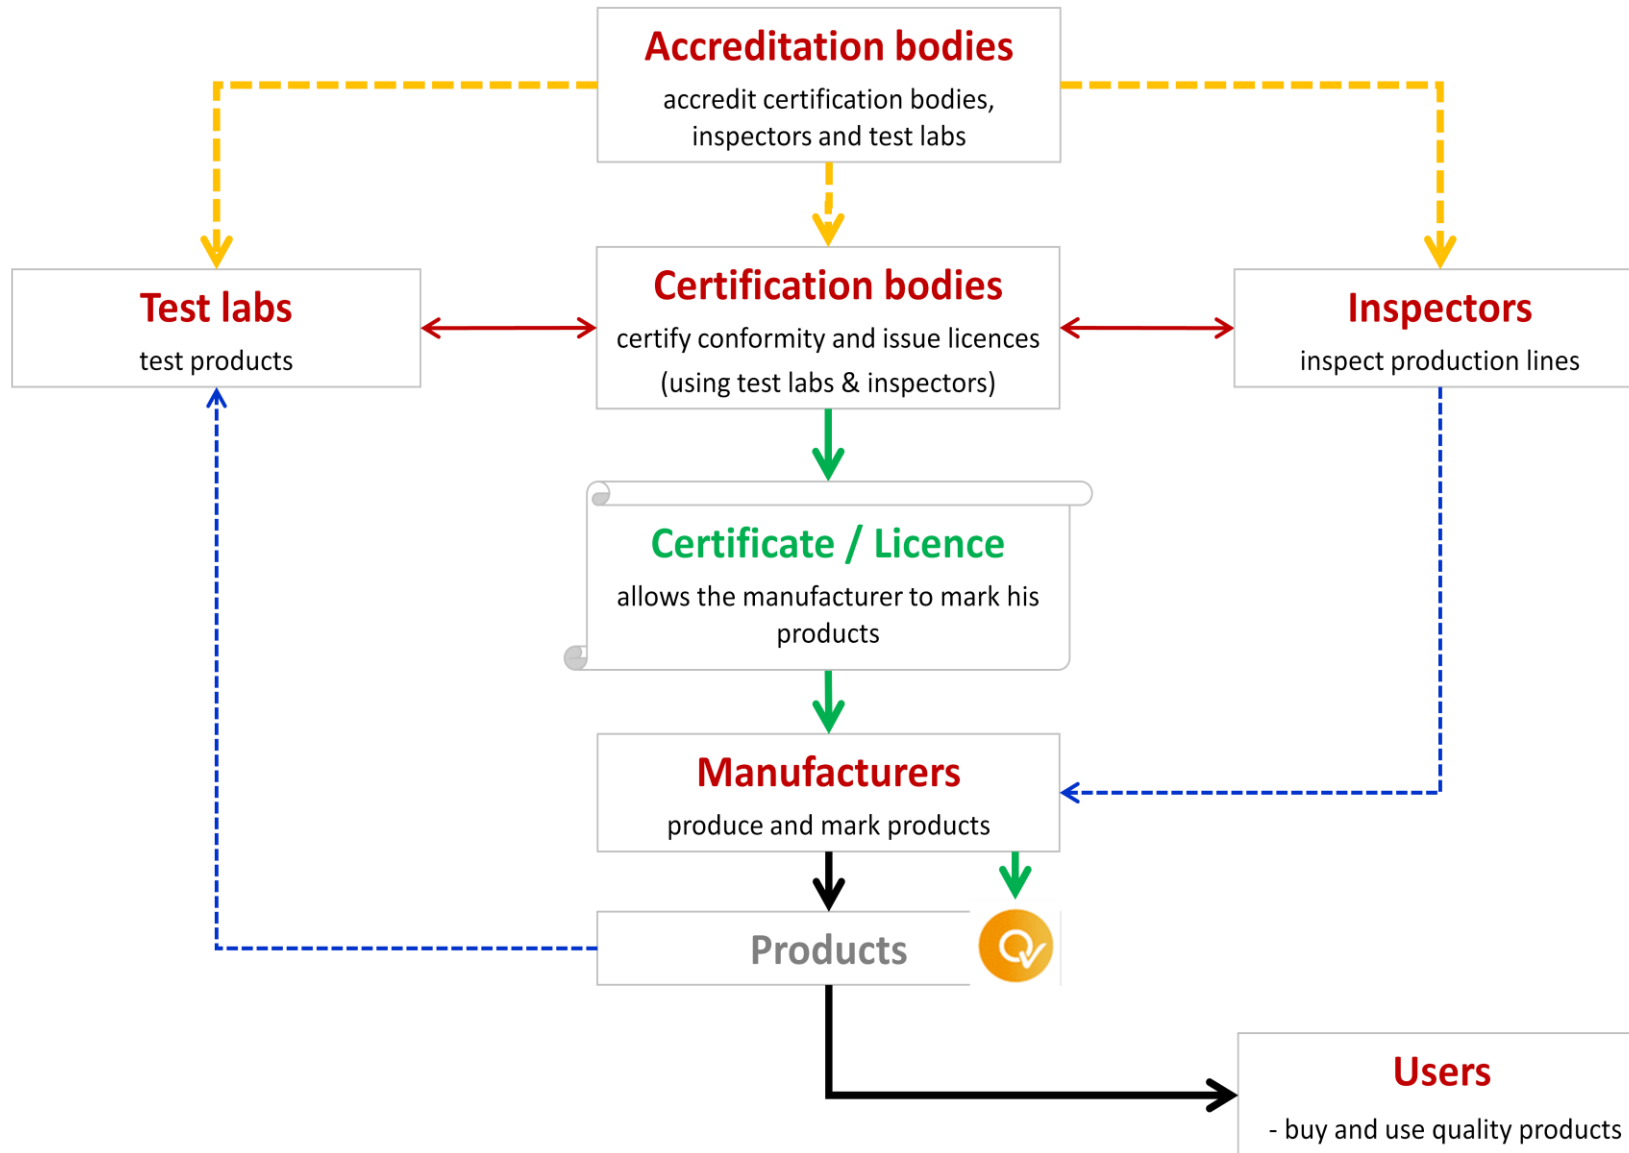 Accreditation bodies
accredit certification bodies,
inspectors and test labs
Test labs
test products
Certification bodies
certify conformity and issue licences
(using test labs & inspectors)
Inspectors
inspect production lines
Certificate / Licence
allows the manufacturer to mark his
products
Manufacturers
produce and mark products
Products
Users
- buy and use quality products